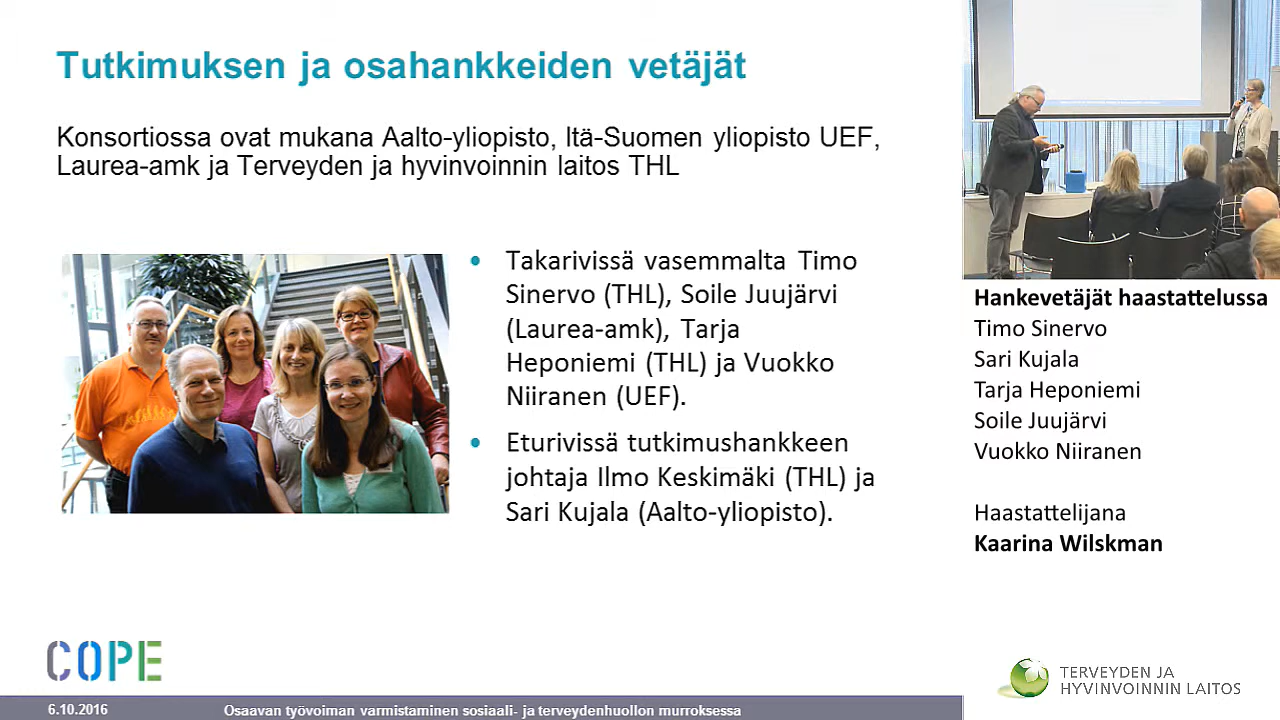 Tutkimuksen ja osahankkeiden vetäjät
Konsortiossa ovat mukana Aalto-yliopisto, Itä-Suomen yliopisto UEF,
Laurea-amk ja Terveyden ja hyvinvoinnin laitos THL
• Takarivissä vasemmalta Timo
Sinervo (THL), Soile Juujärvi
(Laurea-amk), Tarja
Heponiemi (THL) ja Vuokko
Niiranen (UEF).
• Eturivissä tutkimushankkeen
johtaja Ilmo Keskimäki (THL) ja
Sari Kujala (Aalto-yliopisto).
COPE
6.10.2016
Osaavan työvoiman varmistaminen sosiaali- ja terveydenhuollon murroksessa
Hankevetäjät haastattelussa
Timo Sinervo
Sari Kujala
Tarja Heponiemi
Soile Juujärvi
Vuokko Niiranen
Haastattelijana
Kaarina Wilskman
TERVEYDEN JA
HYVINVOINNIN LAITOS